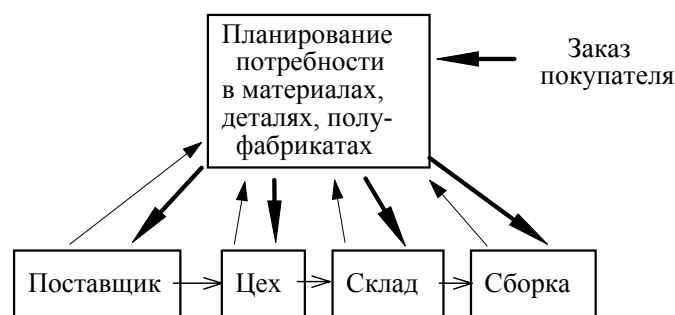 Планирование
потребности
в материалах,
деталях, полу-
фабрикатах
Заказ
покупателя
Поставщик
Цех
Склад
Сборка